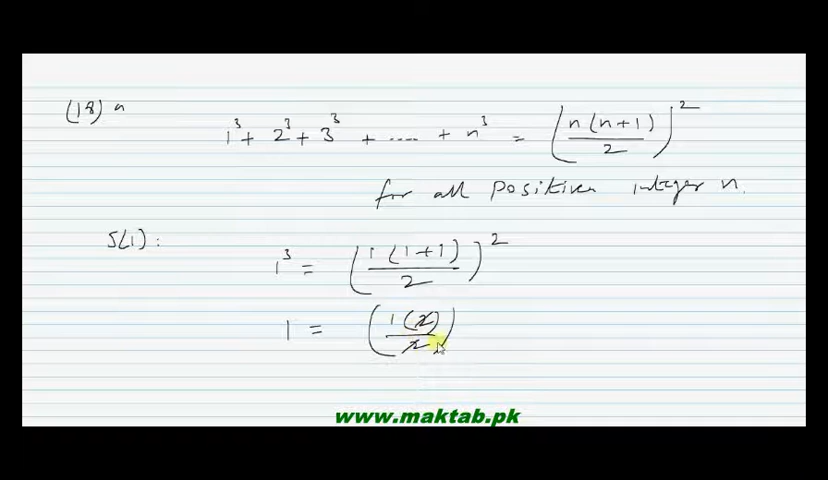 (18) n
1³ + 2³ + 3³ + ..... + n³ = (n(n+1)/2)²
for all positive integer n.
S(1):
1³ = (1(1+1)/2)²
1 = (1(2)/2)
www.maktab.pk